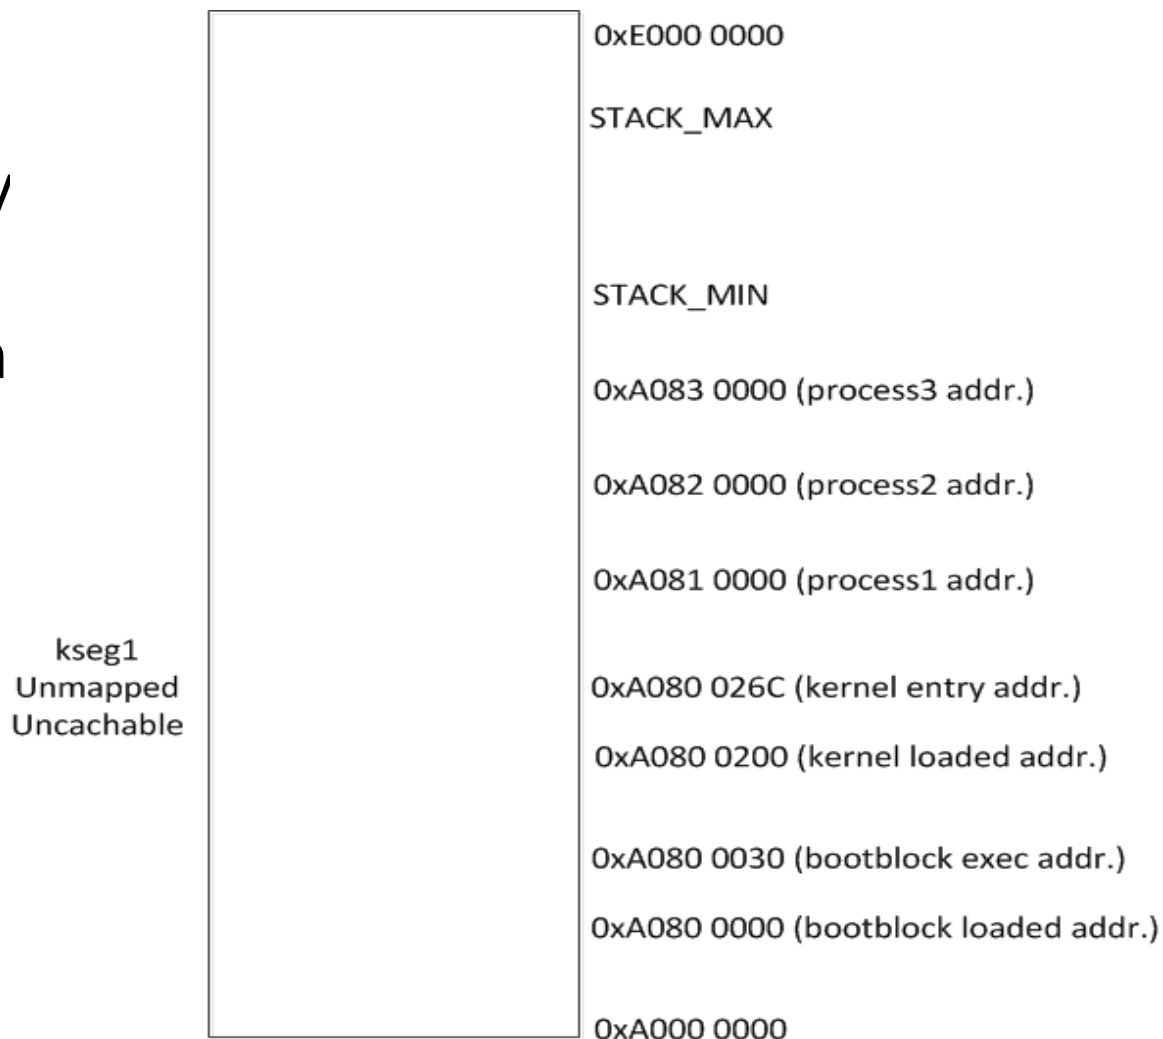 0xE000 0000
STACK_MAX
y
STACK_MIN
n
0xA083 0000 (process3 addr.)
0xA082 0000 (process2 addr.)
0xA081 0000 (process1 addr.)
kseg1
Unmapped
Uncachable
0xA080 026C (kernel entry addr.)
0xA080 0200 (kernel loaded addr.)
0xA080 0030 (bootblock exec addr.)
0xA080 0000 (bootblock loaded addr.)
0xA000 0000